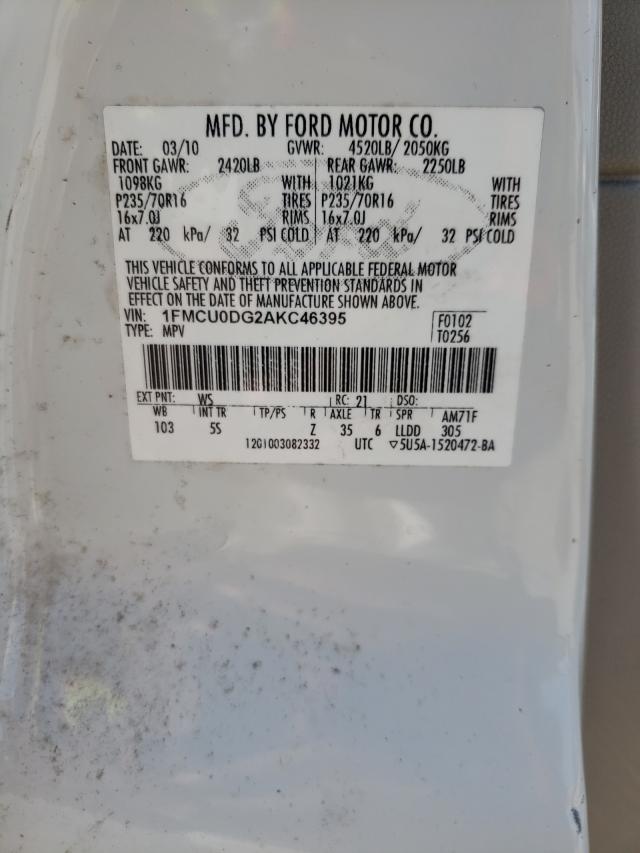 MFD. BY FORD MOTOR CO.
DATE: 03/10 GVWR: 4520LB/ 2050KG
FRONT GAWR: 2420LB REAR GAWR: 2250LB
1098KG WITH 1021KG WITH
P235/70R16 TIRES P235/70R16 TIRES
16x7.0J RIMS 16x7.0J RIMS
AT 220 kPa/ 32 PSI COLD AT 220 kPa/ 32 PSI COLD
THIS VEHICLE CONFORMS TO ALL APPLICABLE FEDERAL MOTOR
VEHICLE SAFETY AND THEFT PREVENTION STANDARDS IN
EFFECT ON THE DATE OF MANUFACTURE SHOWN ABOVE.
VIN: 1FMCU0DG2AKC46395 F0102
TYPE: MPV T0256
EXT PNT: WS RC: 21 DSO:
WB INT TR TP/PS R AXLE TR SPR AM71F
103 5S Z 35 6 LLDD 305
12G1003082332 UTC ▽5U5A-1520472-BA